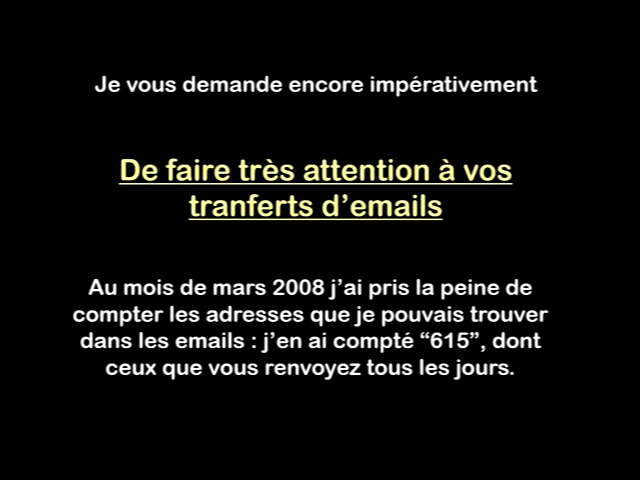 Je vous demande encore impérativement
De faire très attention à vos
tranferts d’emails
Au mois de mars 2008 j’ai pris la peine de
compter les adresses que je pouvais trouver
dans les emails : j’en ai compté “615”, dont
ceux que vous renvoyez tous les jours.